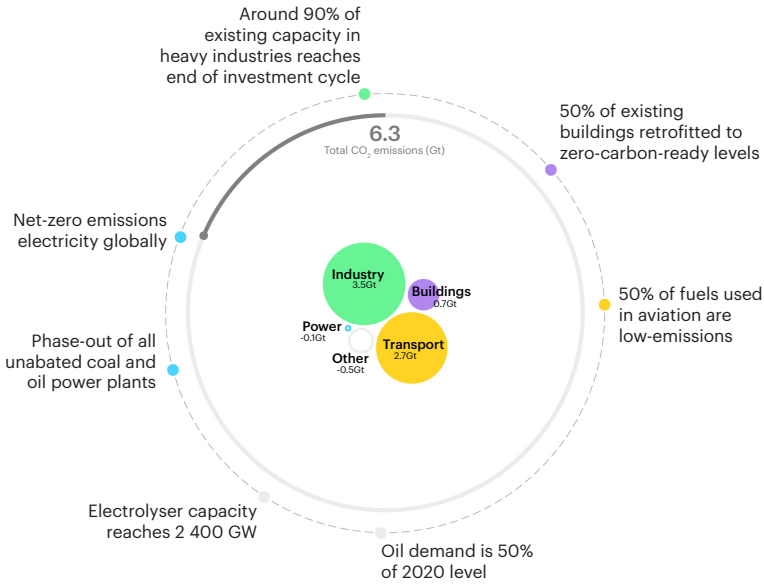 Around 90% of
existing capacity in
heavy industries reaches
end of investment cycle
50% of existing
buildings retrofitted to
zero-carbon-ready levels
6.3
Total CO₂ emissions (Gt)
Net-zero emissions
electricity globally
Industry
3.5Gt
Buildings
0.7Gt
50% of fuels used
in aviation are
low-emissions
Power
-0.1Gt
Transport
2.7Gt
Other
-0.5Gt
Phase-out of all
unabated coal and
oil power plants
Electrolyser capacity
reaches 2 400 GW
Oil demand is 50%
of 2020 level